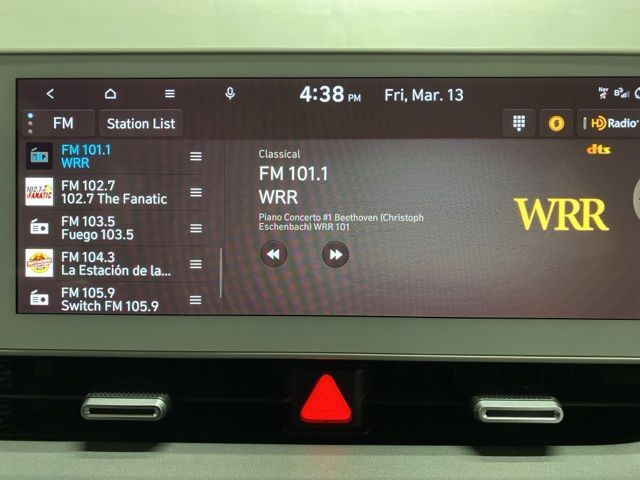 4:38 PM Fri, Mar. 13
FM Station List
HD Radio
dts
FM 101.1
WRR
FM 102.7
102.7 The Fanatic
FM 103.5
Fuego 103.5
FM 104.3
La Estación de la...
FM 105.9
Switch FM 105.9
Classical
FM 101.1
WRR
Piano Concerto #1 Beethoven (Christoph
Eschenbach) WRR 101
WRR